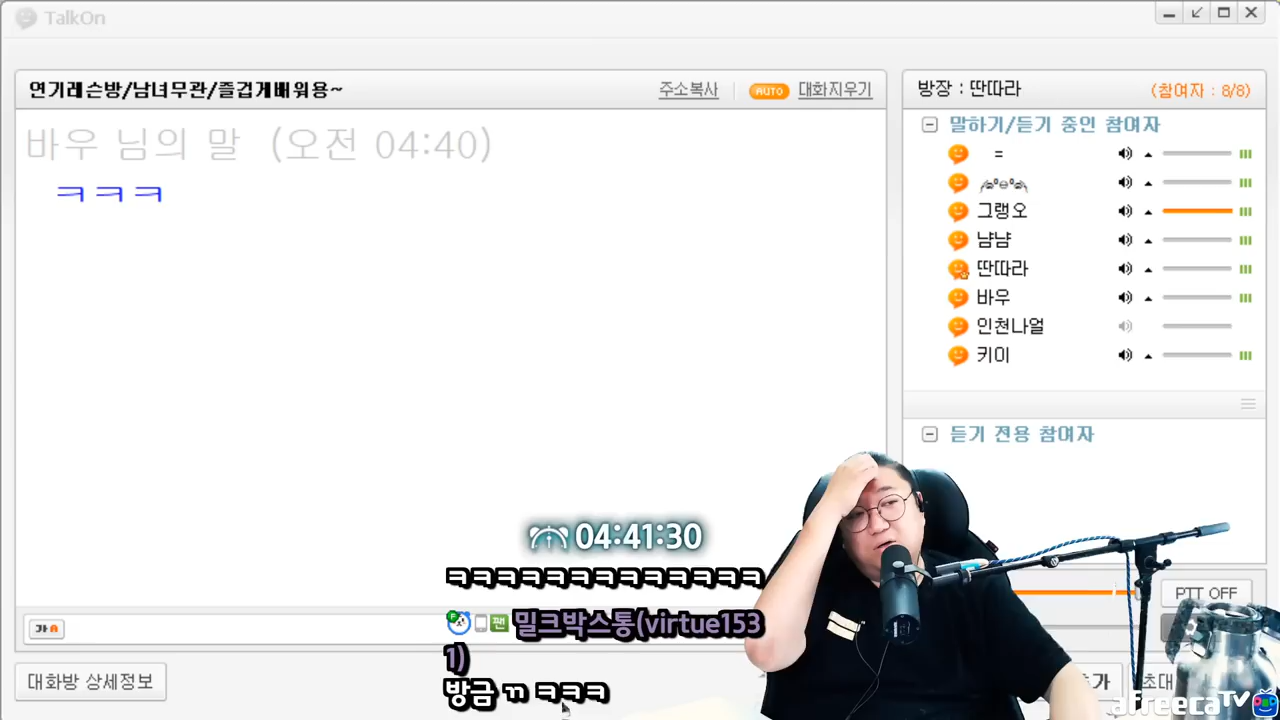 TalkOn
연기레슨방/남녀무관/즐겁게배워용~
주소복사
AUTO
대화지우기
방장 : 딴따라
(참여자 : 8/8)
바우 님의 말 (오전 04:40)
ㅋㅋㅋ
말하기/듣기 중인 참여자
=
그랭오
냠냠
딴따라
바우
인천나얼
키이
듣기 전용 참여자
04:41:30
ㅋㅋㅋㅋㅋㅋㅋㅋㅋㅋㅋㅋㅋ
F 팬 밀크박스통(virtue153
1)
방금 ㄲ ㅋㅋㅋ
가
PTT OFF
대화방 상세정보
초대
afreecaTV